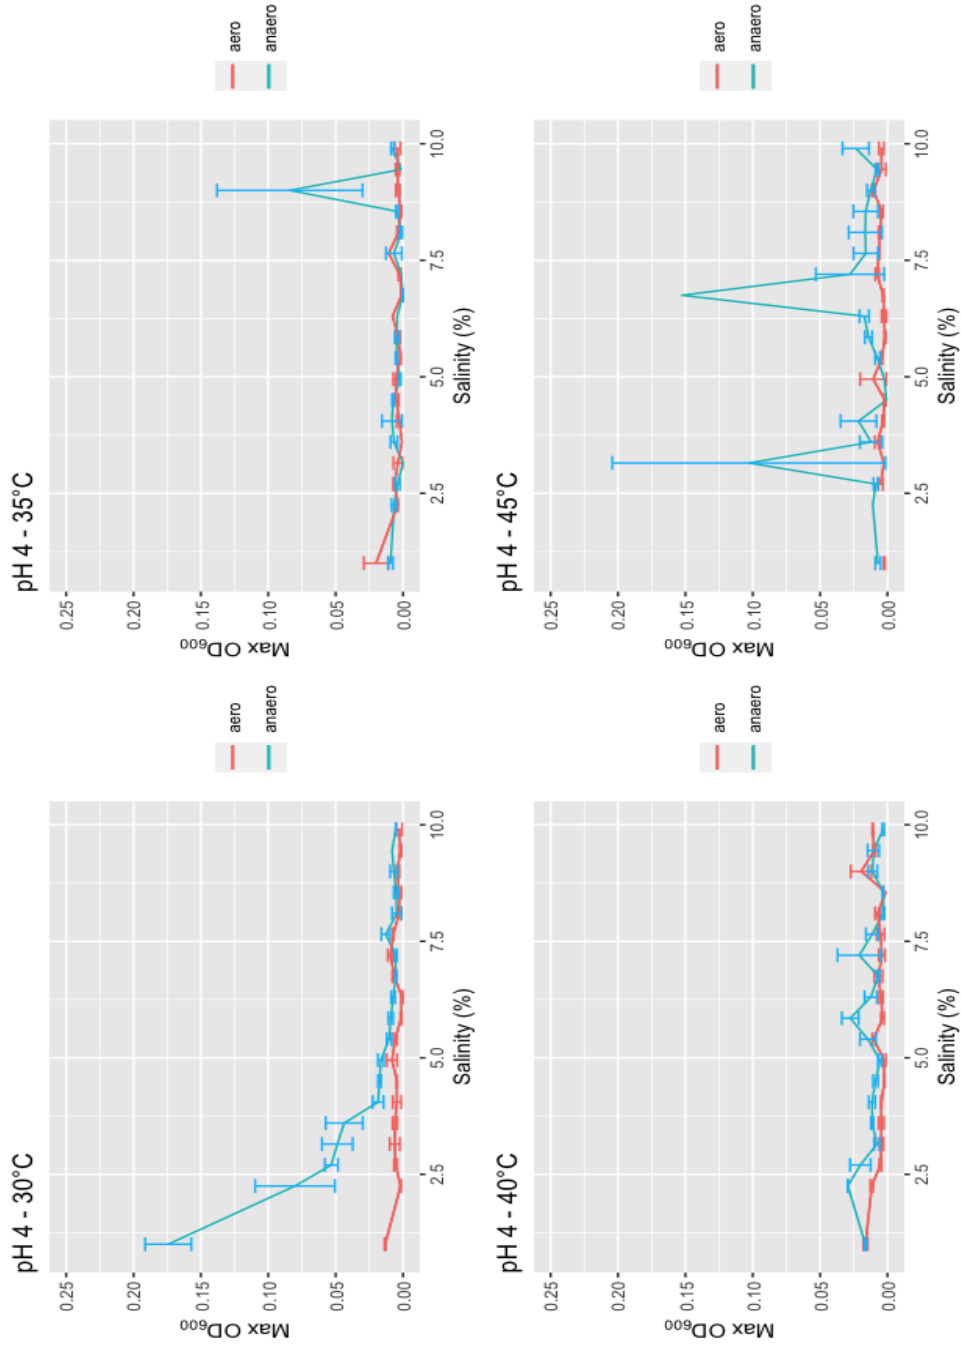 pH 4 - 30°C
0.25
0.20
0.15
0.10
0.05
0.00
Max OD600
2.5
5.0
7.5
10.0
Salinity (%)
aero
anaero
pH 4 - 35°C
0.25
0.20
0.15
0.10
0.05
0.00
Max OD600
2.5
5.0
7.5
10.0
Salinity (%)
aero
anaero
pH 4 - 40°C
0.25
0.20
0.15
0.10
0.05
0.00
Max OD600
2.5
5.0
7.5
10.0
Salinity (%)
aero
anaero
pH 4 - 45°C
0.25
0.20
0.15
0.10
0.05
0.00
Max OD600
2.5
5.0
7.5
10.0
Salinity (%)
aero
anaero